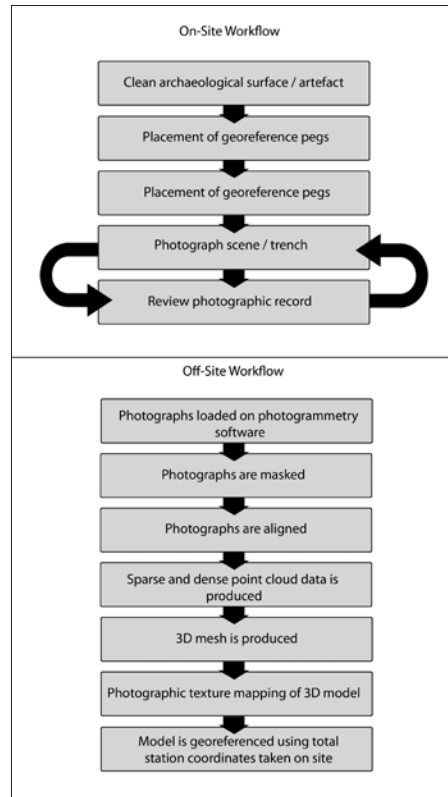 On-Site Workflow
Clean archaeological surface / artefact
Placement of georeference pegs
Placement of georeference pegs
Photograph scene / trench
Review photographic record
Off-Site Workflow
Photographs loaded on photogrammetry
software
Photographs are masked
Photographs are aligned
Sparse and dense point cloud data is
produced
3D mesh is produced
Photographic texture mapping of 3D model
Model is georeferenced using total
station coordinates taken on site